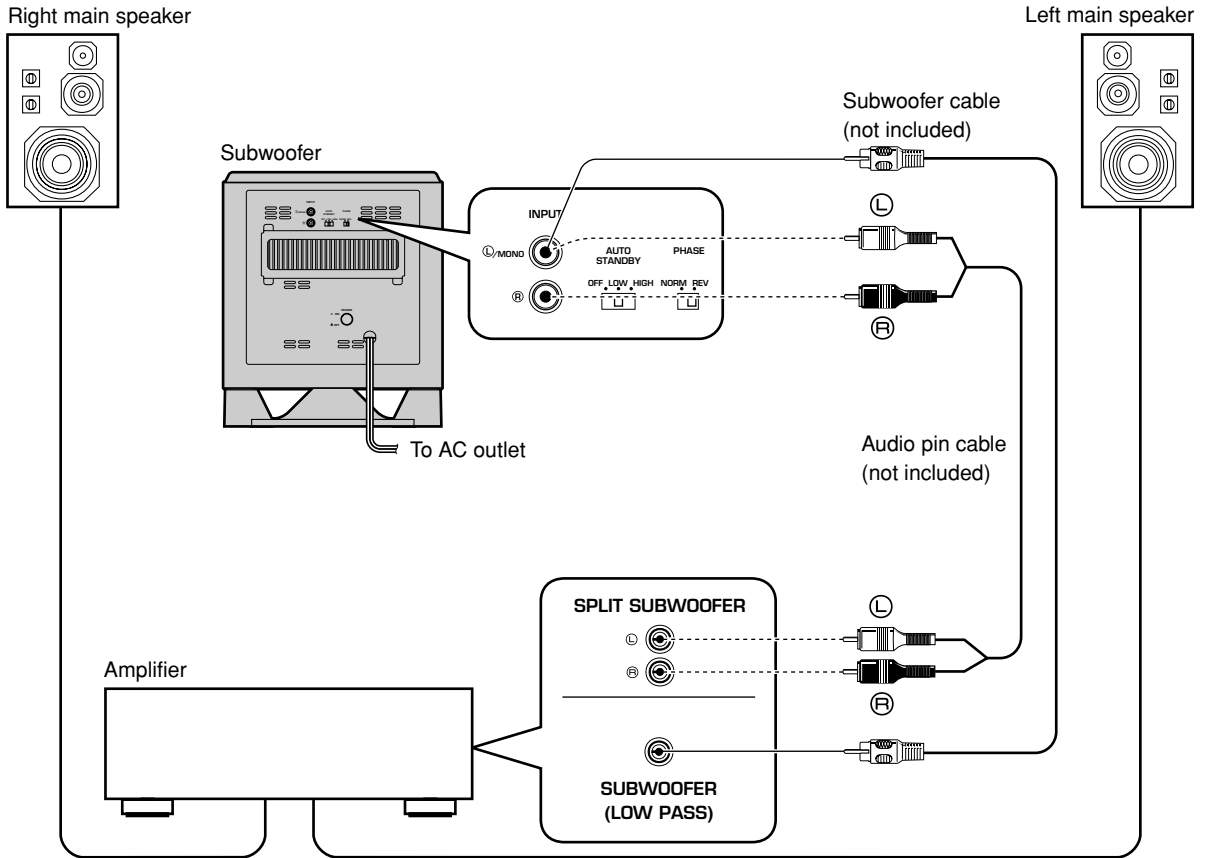 Right main speaker
Left main speaker
Subwoofer cable
(not included)
Subwoofer
INPUT
Ⓛ/MONO
AUTO
STANDBY
PHASE
OFF LOW HIGH
NORM REV
Ⓡ
Ⓛ
Ⓡ
To AC outlet
Audio pin cable
(not included)
SPLIT SUBWOOFER
Ⓛ
Ⓡ
Ⓛ
Ⓡ
Amplifier
SUBWOOFER
(LOW PASS)